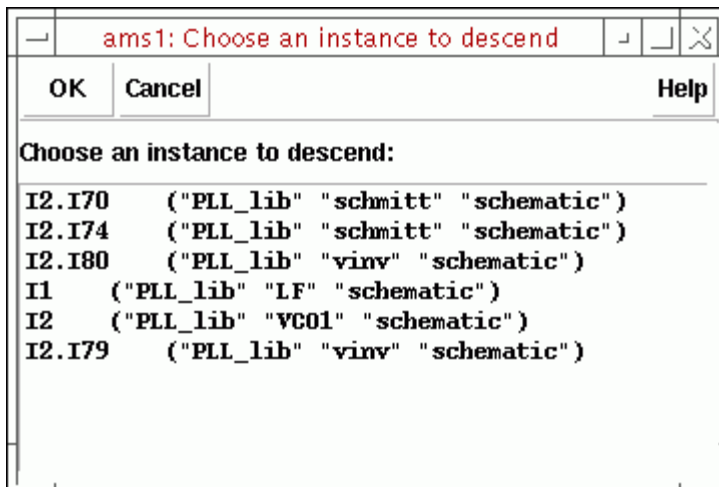 ams1: Choose an instance to descend
OK Cancel Help
Choose an instance to descend:
I2.I70 ("PLL_lib" "schmitt" "schematic")
I2.I74 ("PLL_lib" "schmitt" "schematic")
I2.I80 ("PLL_lib" "vinv" "schematic")
I1 ("PLL_lib" "LF" "schematic")
I2 ("PLL_lib" "VCO1" "schematic")
I2.I79 ("PLL_lib" "vinv" "schematic")